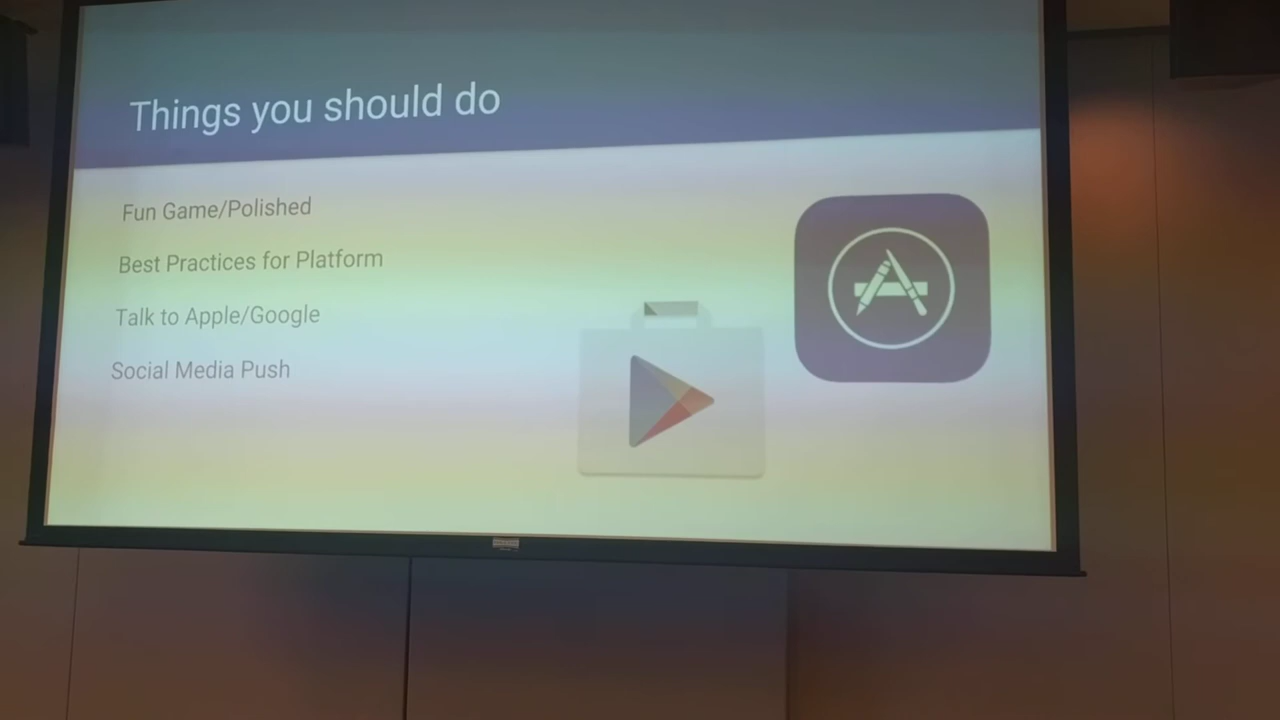 Things you should do
Fun Game/Polished
Best Practices for Platform
Talk to Apple/Google
Social Media Push